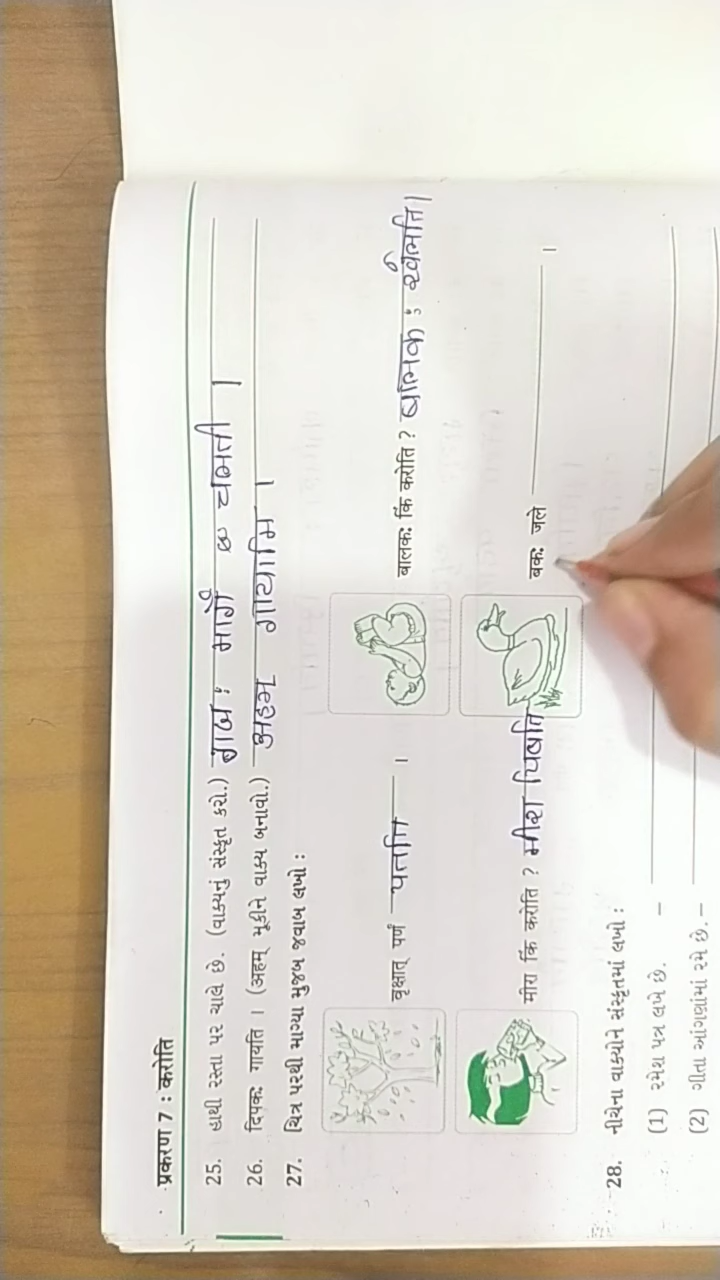 प्रकरण 7 : करोति
25. હાથી રસ્તા પર ચાલે છે. (વાક્યનું સંસ્કૃત કરો.) गजः मार्गे चलती ।
26. दिपकः गायति । (अहम् મૂકીને વાક્ય બનાવો.) अहम् गायामि ।
27. ચિત્ર પરથી માગ્યા મુજબ જવાબ લખો :
वृक्षात् पर्णं पतति ।
बालकः किं करोति ?
मीरा किं करोति ? मीरा पिबति
बकः जले ।
28. નીચેના વાક્યોને સંસ્કૃતમાં લખો :
(1) રમેશ પત્ર લખે છે. –
(2) ગીતા આંગણાંમાં રમે છે. –